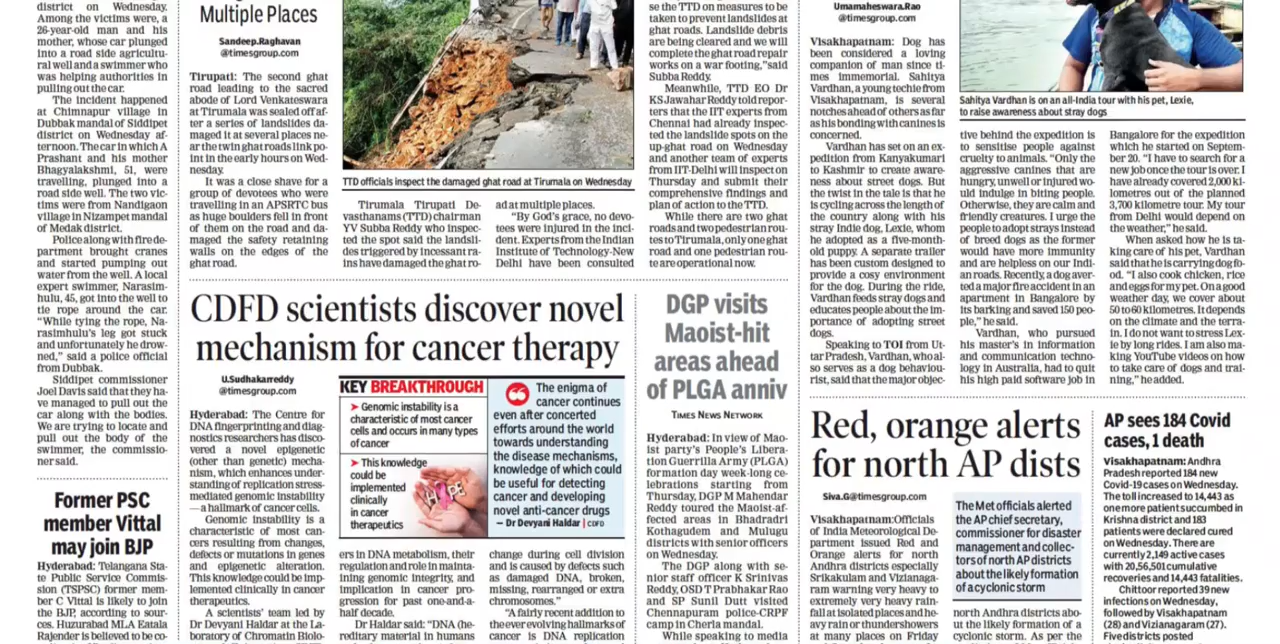 district on Wednesday.
Among the victims were, a
26-year-old man and his
mother, whose car plunged
into a road side agricultu-
ral well and a swimmer who
was helping authorities in
pulling out the car.
The incident happened
at Chimnapur village in
Dubbak mandal of Siddipet
district on Wednesday af-
ternoon. The car in which A
Prashant and his mother
Bhagyalakshmi, 51, were
travelling, plunged into a
road side well. The two vic-
tims were from Nandigaon
village in Nizampet mandal
of Medak district.
Police along with fire de-
partment brought cranes
and started pumping out
water from the well. A local
expert swimmer, Narasim-
hulu, 45, got into the well to
tie rope around the car.
"While tying the rope, Na-
rasimhulu's leg got stuck
and unfortunately he drow-
ned," said a police official
from Dubbak.
Siddipet commissioner
Joel Davis said that they ha-
ve managed to pull out the
car along with the bodies.
We are trying to locate and
pull out the body of the
swimmer, the commissio-
ner said.
Former PSC
member Vittal
may join BJP
Hyderabad: Telangana Sta-
te Public Service Commis-
sion (TSPSC) former mem-
ber C Vittal is likely to join
the BJP, according to sour-
ces. Huzurabad MLA Eatala
Rajender is believed to be co-
Multiple Places
Sandeep.Raghavan
@timesgroup.com
Tirupati: The second ghat
road leading to the sacred
abode of Lord Venkateswara
at Tirumala was sealed off af-
ter a series of landslides da-
maged it at several places ne-
ar the twin ghat roads link po-
int in the early hours on Wed-
nesday.
It was a close shave for a
group of devotees who were
travelling in an APSRTC bus
as huge boulders fell in front
of them on the road and da-
maged the safety retaining
walls on the edges of the
ghat road.
TTD officials inspect the damaged ghat road at Tirumala on Wednesday
Tirumala Tirupati De-
vasthanams (TTD) chairman
YV Subba Reddy who inspec-
ted the spot said the landsli-
des triggered by incessant ra-
ins have damaged the ghat ro-
ad at multiple places.
"By God's grace, no devo-
tees were injured in the inci-
dent. Experts from the Indian
Institute of Technology-New
Delhi have been consulted
se the TTD on measures to be
taken to prevent landslides at
ghat roads. Landslide debris
are being cleared and we will
complete the ghat road repair
works on a war footing," said
Subba Reddy.
Meanwhile, TTD EO Dr
KS Jawahar Reddy told repor-
ters that the IIT experts from
Chennai had already inspec-
ted the landslide spots on the
up-ghat road on Wednesday
and another team of experts
from IIT-Delhi will inspect on
Thursday and submit their
comprehensive findings and
plan of action to the TTD.
While there are two ghat
roads and two pedestrian rou-
tes to Tirumala, only one ghat
road and one pedestrian rou-
te are operational now.
CDFD scientists discover novel
mechanism for cancer therapy
U.Sudhakarreddy
@timesgroup.com
Hyderabad: The Centre for
DNA fingerprinting and diag-
nostics researchers has disco-
vered a novel epigenetic
(other than genetic) mecha-
nism, which enhances under-
standing of replication stress-
mediated genomic instability
— a hallmark of cancer cells.
Genomic instability is a
characteristic of most can-
cers resulting from changes,
defects or mutations in genes
and epigenetic alteration.
This knowledge could be imp-
lemented clinically in cancer
therapeutics.
A scientists' team led by
Dr Devyani Haldar at the La-
boratory of Chromatin Biolo-
KEY BREAKTHROUGH
➤ Genomic instability is a
characteristic of most cancer
cells and occurs in many types
of cancer
➤ This knowledge
could be
implemented
clinically
in cancer
therapeutics
HOPE
The enigma of
cancer continues
even after concerted
efforts around the world
towards understanding
the disease mechanisms,
knowledge of which could
be useful for detecting
cancer and developing
novel anti-cancer drugs
– Dr Devyani Haldar | CDFD
ers in DNA metabolism, their
regulation and role in mainta-
ining genomic integrity, and
implication in cancer pro-
gression for past one-and-a-
half decade.
Dr Haldar said: "DNA (he-
reditary material in humans
change during cell division
and is caused by defects such
as damaged DNA, broken,
missing, rearranged or extra
chromosomes."
"A fairly recent addition to
the ever evolving hallmarks of
cancer is DNA replication
DGP visits
Maoist-hit
areas ahead
of PLGA anniv
Times News Network
Hyderabad: In view of Mao-
ist party's People's Libera-
tion Guerrilla Army (PLGA)
formation day week-long ce-
lebrations starting from
Thursday, DGP M Mahendar
Reddy toured the Maoist-af-
fected areas in Bhadradri
Kothagudem and Mulugu
districts with senior officers
on Wednesday.
The DGP along with se-
nior staff officer K Srinivas
Reddy, OSD T Prabhakar Rao
and SP Sunil Dutt visited
Chennapuram police-CRPF
camp in Cherla mandal.
While speaking to media
Umamaheswara.Rao
@timesgroup.com
Visakhapatnam: Dog has
been considered a loving
companion of man since ti-
mes immemorial. Sahitya
Vardhan, a young techie from
Visakhapatnam, is several
notches ahead of others as far
as his bonding with canines is
concerned.
Vardhan has set on an ex-
pedition from Kanyakumari
to Kashmir to create aware-
ness about street dogs. But
the twist in the tale is that he
is cycling across the length of
the country along with his
stray Indie dog, Lexie, whom
he adopted as a five-month-
old puppy. A separate trailer
has been custom designed to
provide a cosy environment
for the dog. During the ride,
Vardhan feeds stray dogs and
educates people about the im-
portance of adopting street
dogs.
Speaking to TOI from Ut-
tar Pradesh, Vardhan, who al-
so serves as a dog behaviou-
rist, said that the major objec-
Sahitya Vardhan is on an all-India tour with his pet, Lexie,
to raise awareness about stray dogs
tive behind the expedition is
to sensitise people against
cruelty to animals. "Only the
aggressive canines that are
hungry, unwell or injured wo-
uld indulge in biting people.
Otherwise, they are calm and
friendly creatures. I urge the
people to adopt strays instead
of breed dogs as the former
would have more immunity
and are helpless on our Indi-
an roads. Recently, a dog aver-
ted a major fire accident in an
apartment in Bangalore by
its barking and saved 150 peo-
ple," he said.
Vardhan, who pursued
his master's in information
and communication techno-
logy in Australia, had to quit
his high paid software job in
Bangalore for the expedition
which he started on Septem-
ber 20. "I have to search for a
new job once the tour is over. I
have already covered 2,000 ki-
lometres out of the planned
3,700 kilometre tour. My tour
from Delhi would depend on
the weather," he said.
When asked how he is ta-
king care of his pet, Vardhan
said that he is carrying dog fo-
od. "I also cook chicken, rice
and eggs for my pet. On a good
weather day, we cover about
50 to 60 kilometres. It depends
on the climate and the terra-
in. I do not want to stress Lex-
ie by long rides. I am also ma-
king YouTube videos on how
to take care of dogs and trai-
ning," he added.
Red, orange alerts
for north AP dists
Siva.G@timesgroup.com
Visakhapatnam: Officials
of India Meteorological De-
partment issued Red and
Orange alerts for north
Andhra districts especially
Srikakulam and Vizianaga-
ram warning very heavy to
extremely very heavy rain-
fall at isolated places and he-
avy rain or thundershowers
at many places on Friday
The Met officials alerted
the AP chief secretary,
commissioner for disaster
management and collec-
tors of north AP districts
about the likely formation
of a cyclonic storm
north Andhra districts abo-
ut the likely formation of a
cyclonic storm. As per the
AP sees 184 Covid
cases, 1 death
Visakhapatnam: Andhra
Pradesh reported 184 new
Covid-19 cases on Wednesday.
The toll increased to 14,443 as
one more patient succumbed in
Krishna district and 183
patients were declared cured
on Wednesday. There are
currently 2,149 active cases
with 20,56,501 cumulative
recoveries and 14,443 fatalities.
Chittoor reported 39 new
infections on Wednesday,
followed by Visakhapatnam
(28) and Vizianagaram (27).
Five districts posted